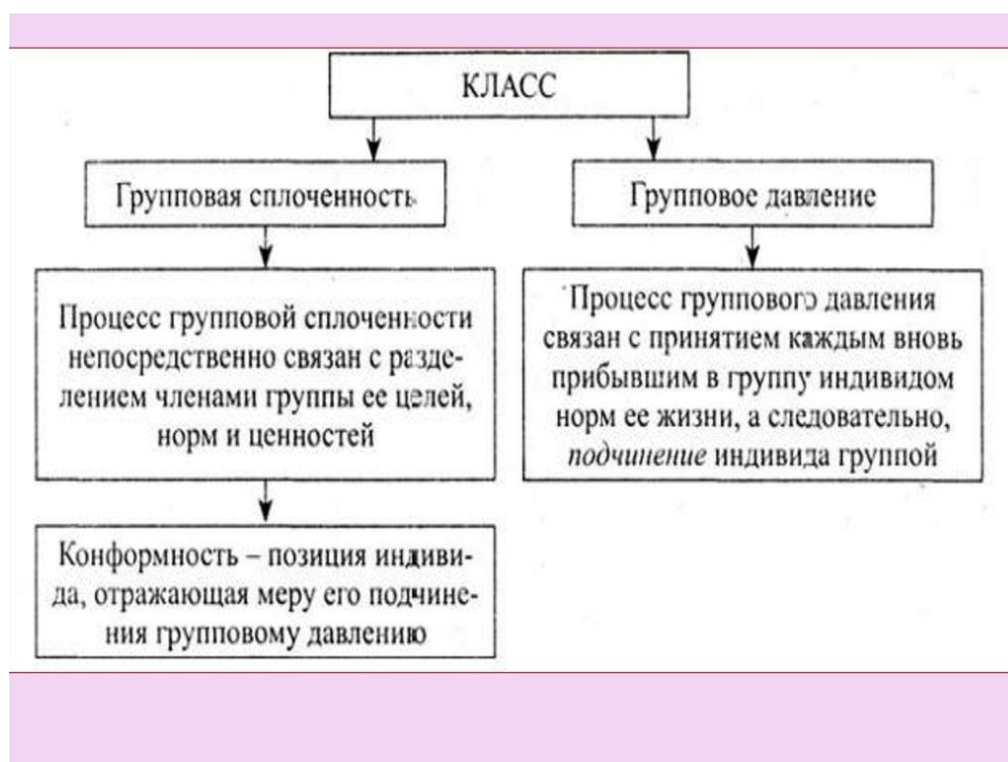 КЛАСС
Групповая сплоченность
Групповое давление
Процесс групповой сплоченности
непосредственно связан с разде-
лением членами группы ее целей,
норм и ценностей
Процесс группового давления
связан с принятием каждым вновь
прибывшим в группу индивидом
норм ее жизни, а следовательно,
подчинение индивида группой
Конформность – позиция индиви-
да, отражающая меру его подчине-
ния групповому давлению